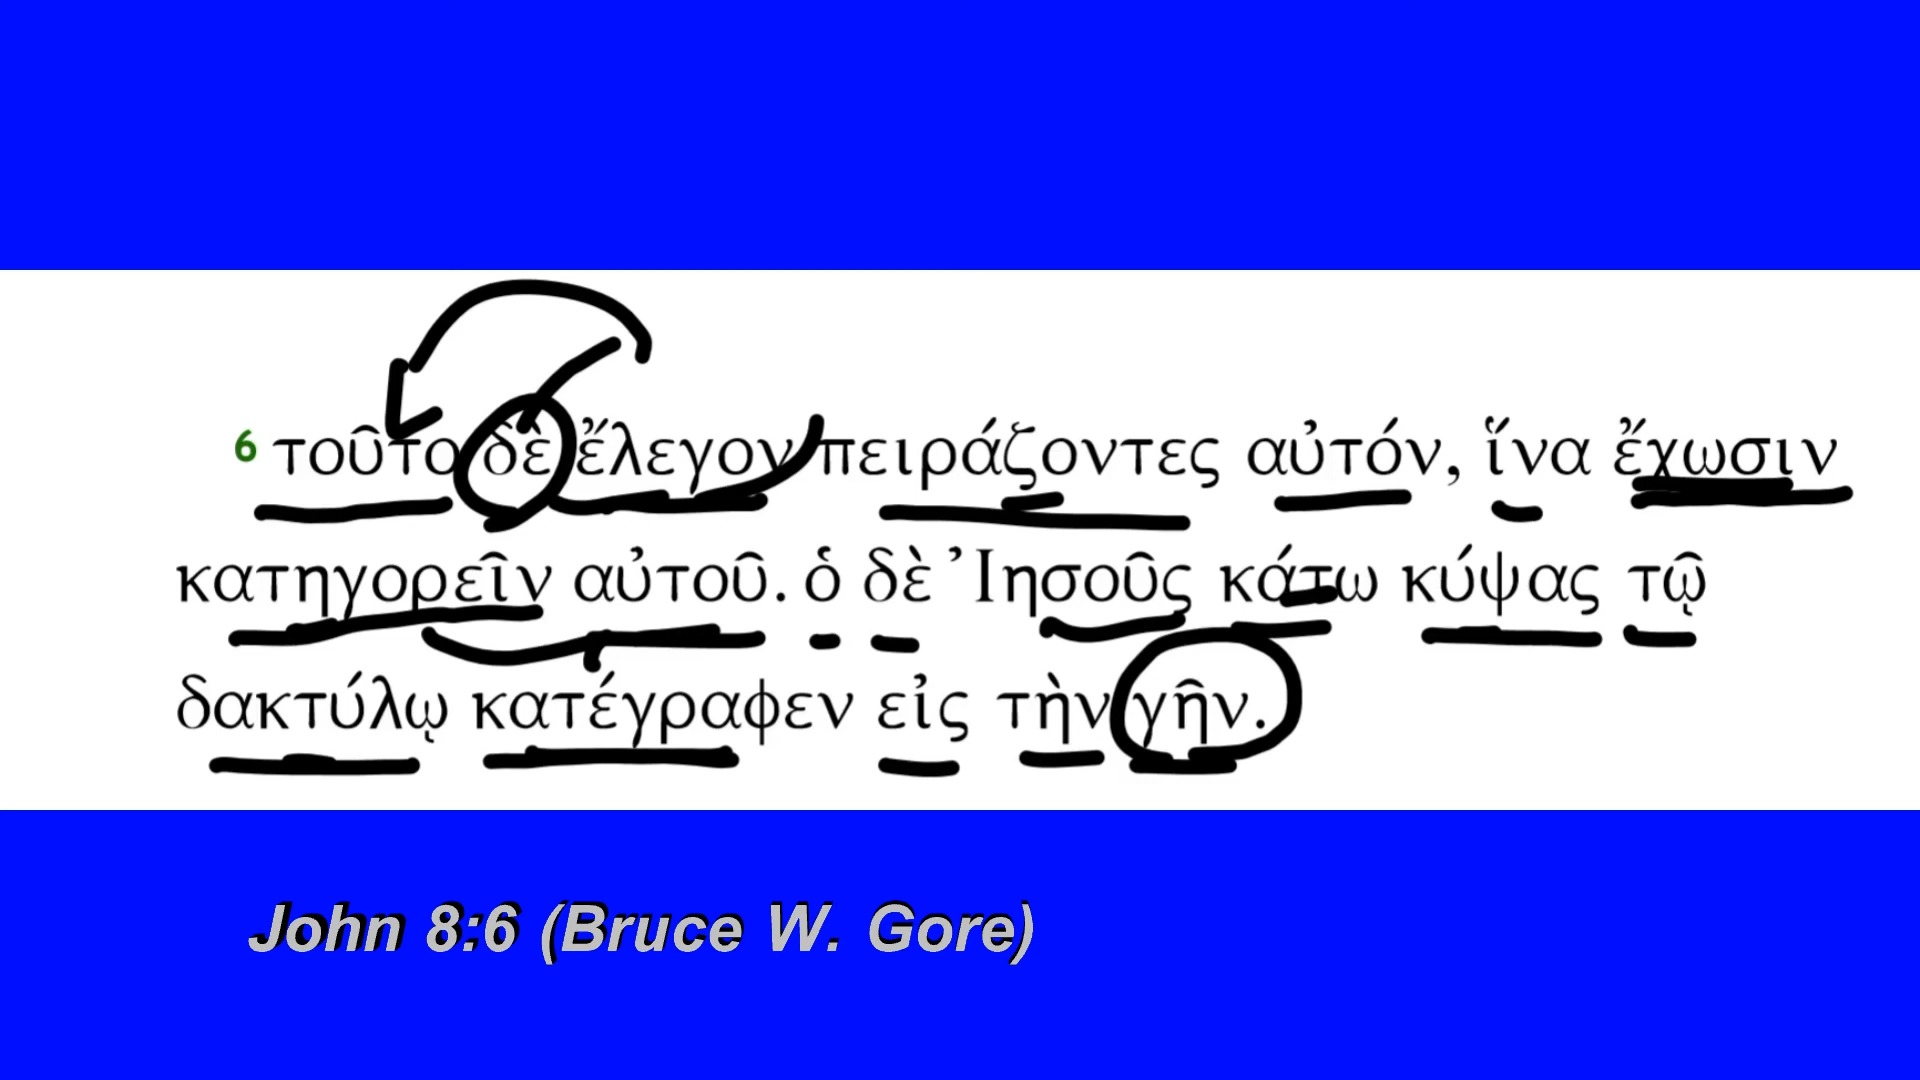 6 τοῦτο δὲ ἔλεγον πειράζοντες αὐτόν, ἵνα ἔχωσιν
κατηγορεῖν αὐτοῦ. ὁ δὲ Ἰησοῦς κάτω κύψας τῷ
δακτύλῳ κατέγραφεν εἰς τὴν γῆν.
John 8:6 (Bruce W. Gore)